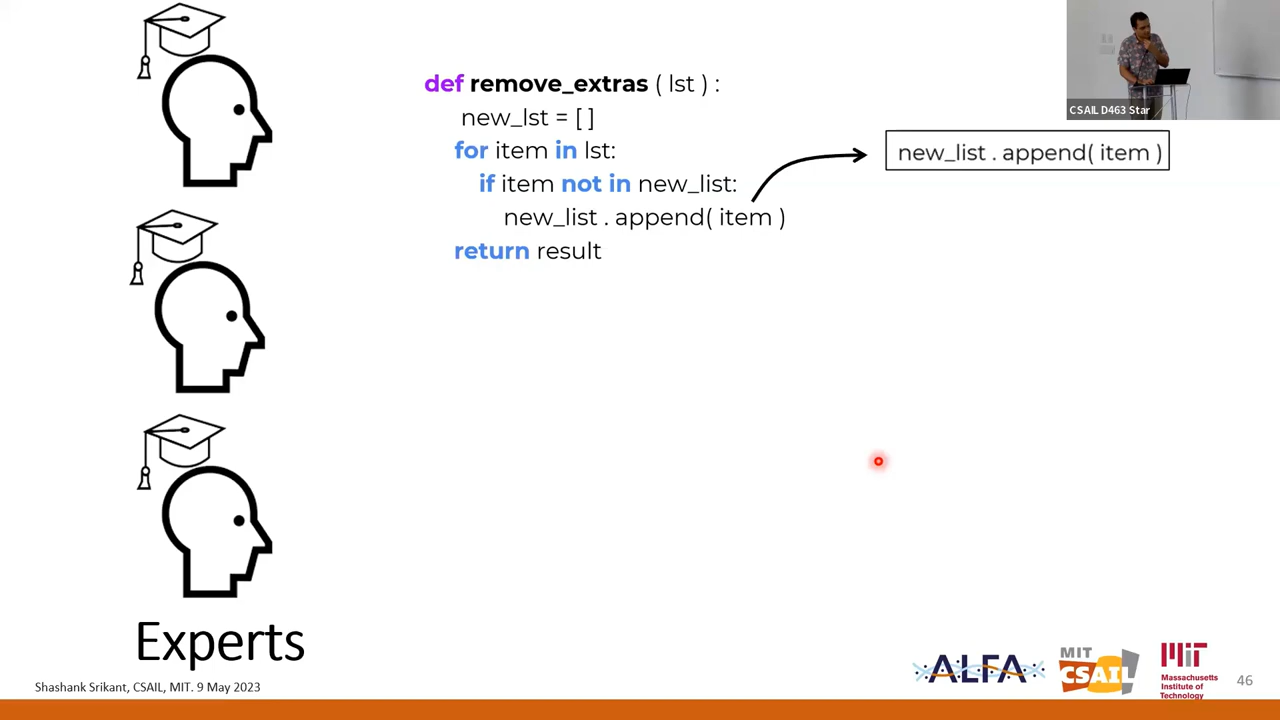 def remove_extras ( lst ) :
new_lst = [ ]
for item in lst:
if item not in new_list:
new_list . append( item )
return result
new_list . append( item )
CSAIL D463 Star
Experts
Shashank Srikant, CSAIL, MIT. 9 May 2023
ALFA
MIT
CSAIL
MIT
Massachusetts
Institute of
Technology
46